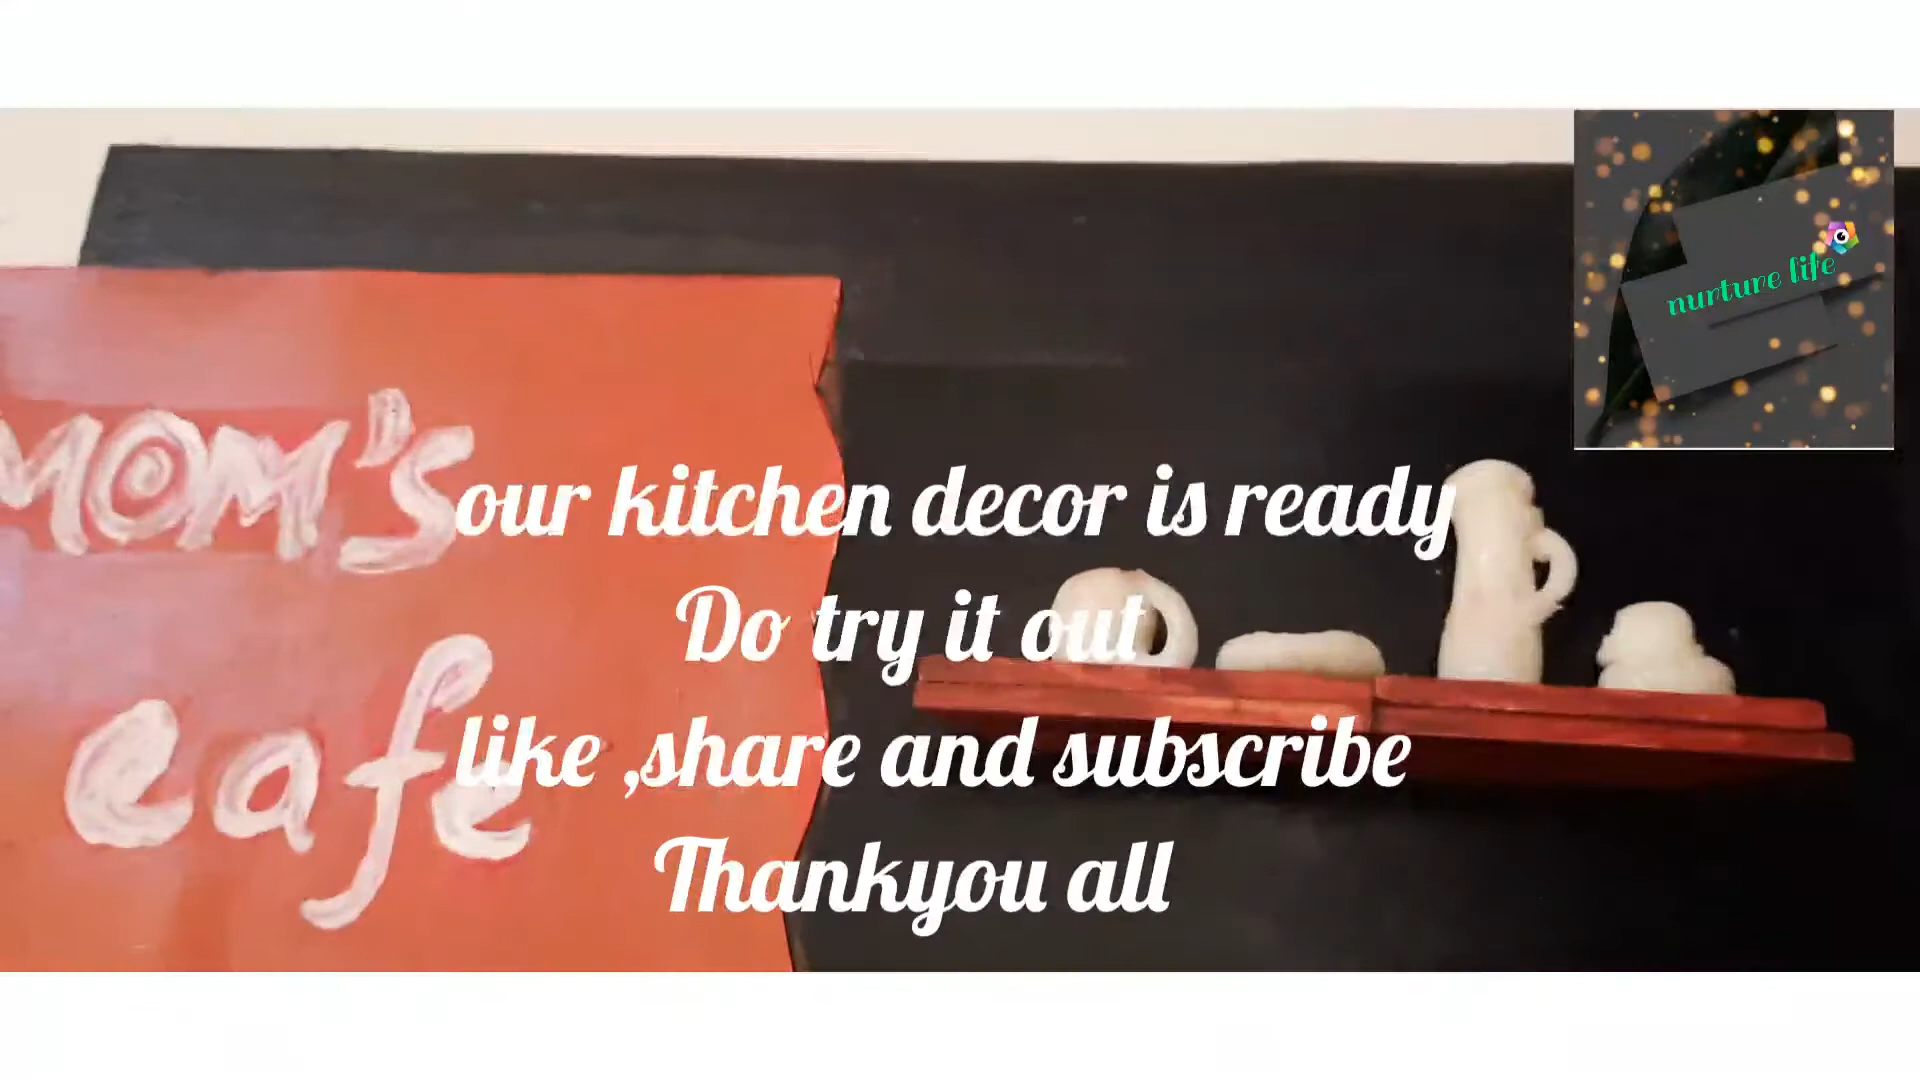 MOM'S
cafe
our kitchen decor is ready
Do try it out
like ,share and subscribe
Thankyou all
nurture life